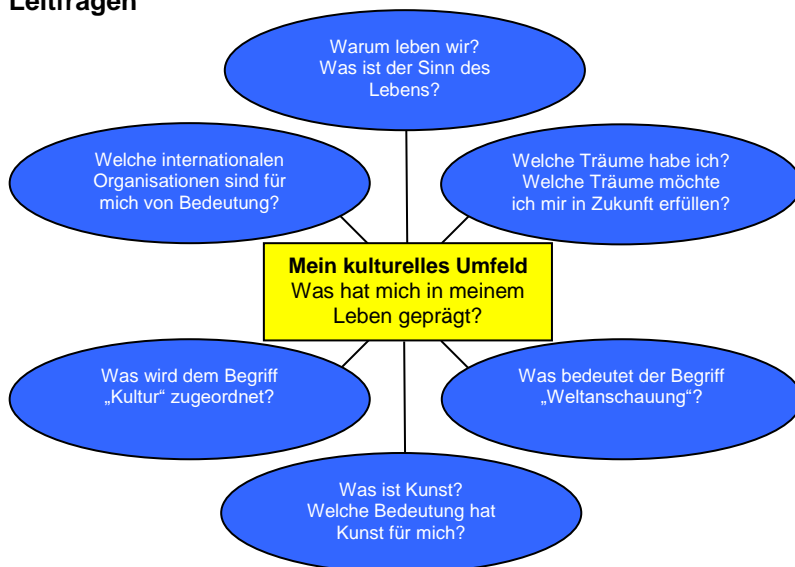 Leitfragen
Warum leben wir?
Was ist der Sinn des
Lebens?
Welche internationalen
Organisationen sind für
mich von Bedeutung?
Welche Träume habe ich?
Welche Träume möchte
ich mir in Zukunft erfüllen?
Mein kulturelles Umfeld
Was hat mich in meinem
Leben geprägt?
Was wird dem Begriff
„Kultur“ zugeordnet?
Was bedeutet der Begriff
„Weltanschauung“?
Was ist Kunst?
Welche Bedeutung hat
Kunst für mich?